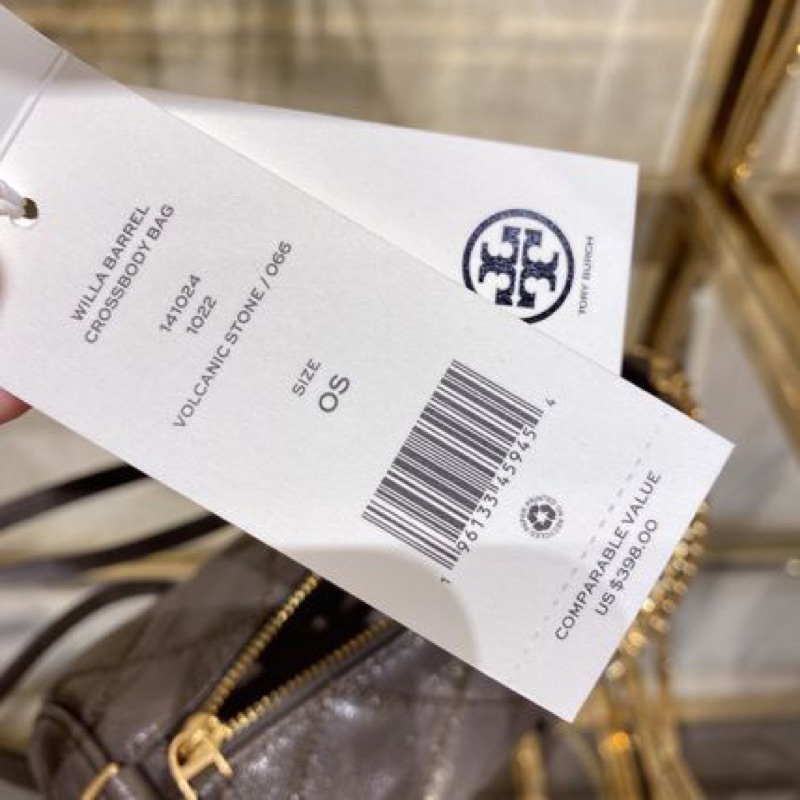 WILLA BARREL
CROSSBODY BAG
141024
1022
VOLCANIC STONE / 066
SIZE
OS
1 96133 45945 4
COMPARABLE VALUE
US $398.00
TORY BURCH